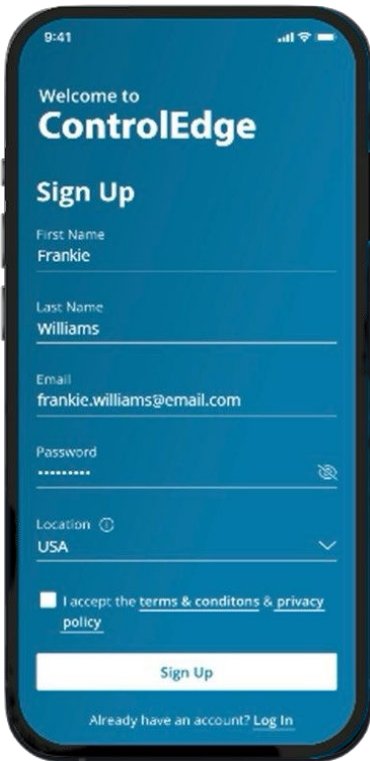 9:41
Welcome to
ControlEdge
Sign Up
First Name
Frankie
Last Name
Williams
Email
frankie.williams@email.com
Password
•••••••••
Location ⓘ
USA
I accept the terms & conditons & privacy
policy
Sign Up
Already have an account? Log In